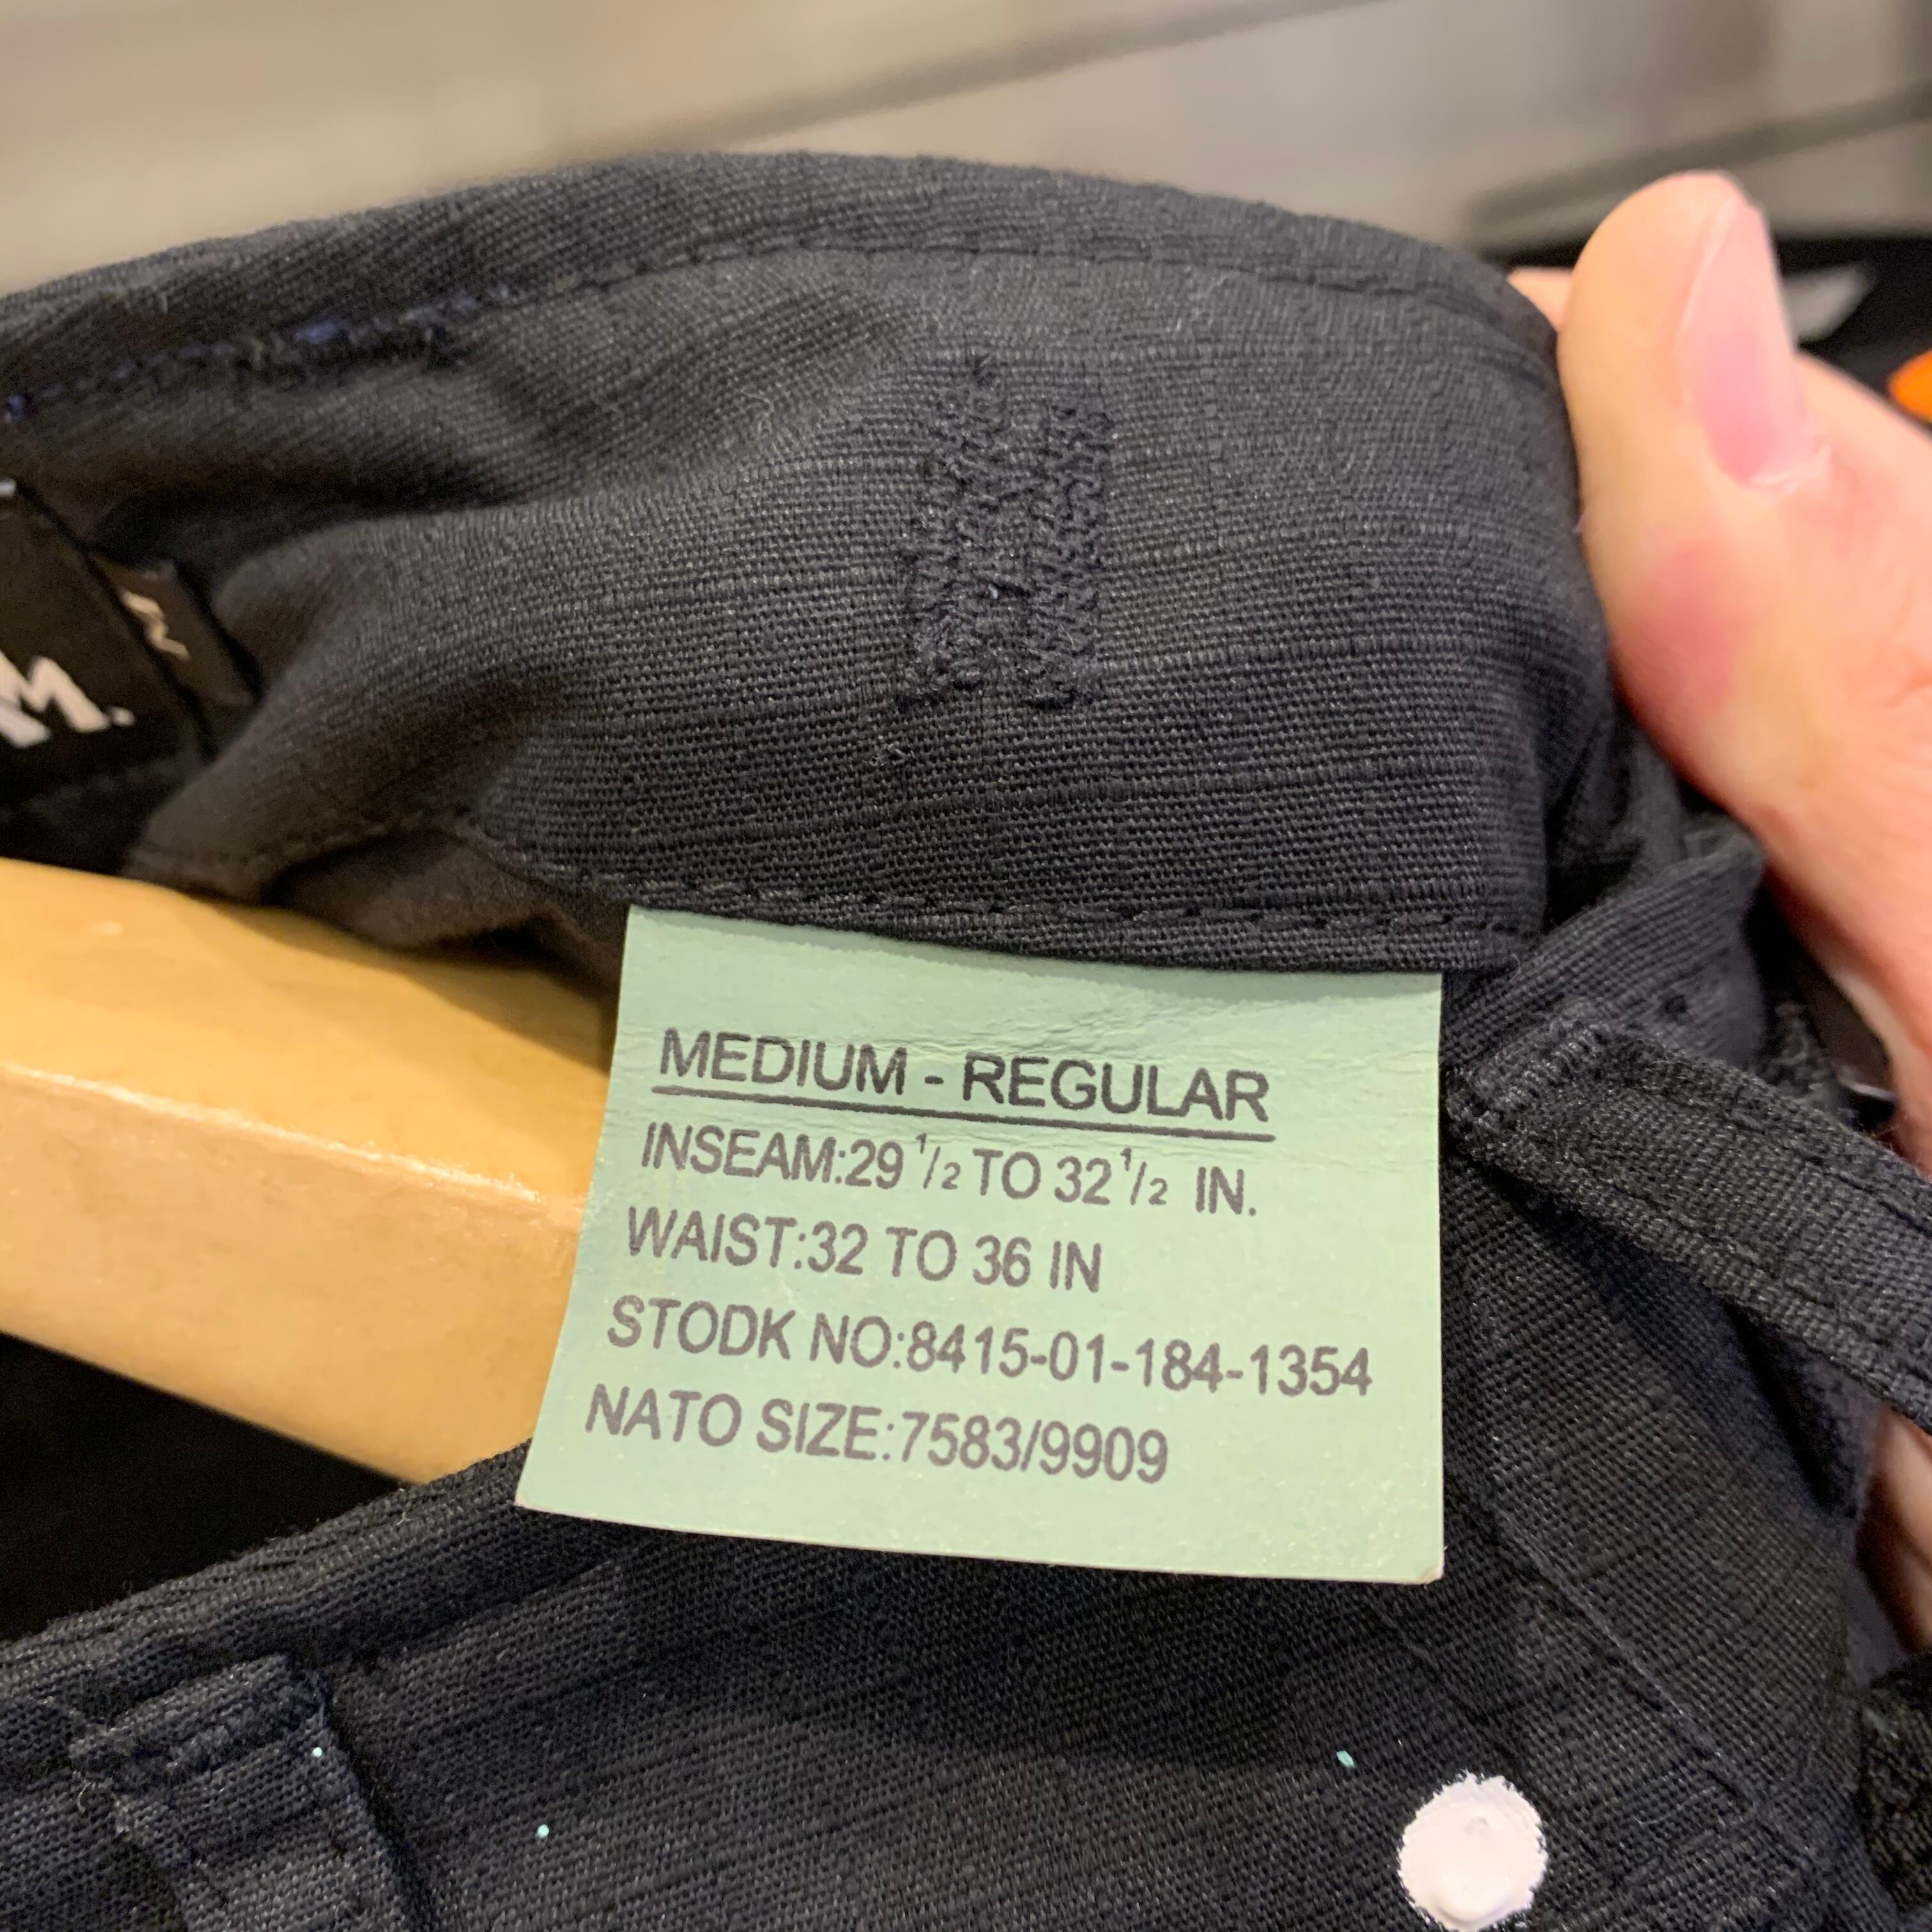 M
M.
MEDIUM - REGULAR
INSEAM:29 1/2 TO 32 1/2 IN.
WAIST:32 TO 36 IN
STODK NO:8415-01-184-1354
NATO SIZE:7583/9909